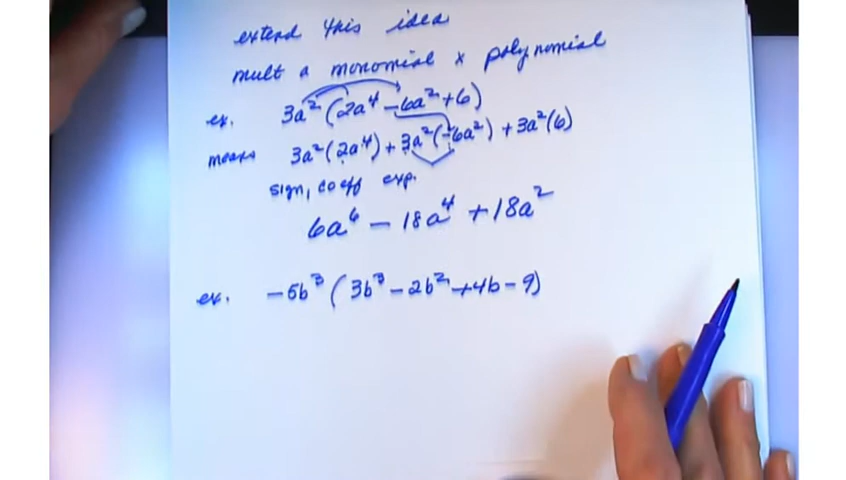 extend this idea
mult a monomial x polynomial
ex. 3a²(2a⁴ - 6a² + 6)
means 3a²(2a⁴) + 3a²(-6a²) + 3a²(6)
sign, coeff exp.
6a⁶ - 18a⁴ + 18a²
ex. -5b³(3b³ - 2b² + 4b - 9)